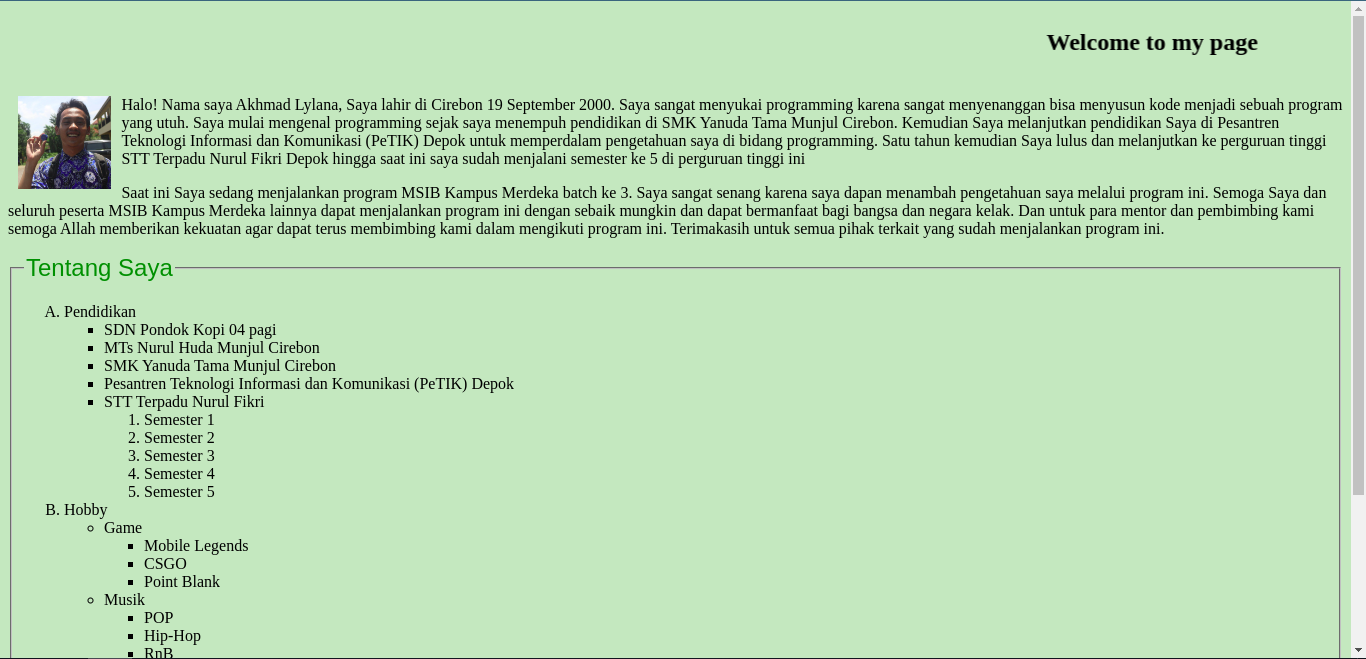 Welcome to my page
Halo! Nama saya Akhmad Lylana, Saya lahir di Cirebon 19 September 2000. Saya sangat menyukai programming karena sangat menyenanggan bisa menyusun kode menjadi sebuah program
yang utuh. Saya mulai mengenal programming sejak saya menempuh pendidikan di SMK Yanuda Tama Munjul Cirebon. Kemudian Saya melanjutkan pendidikan Saya di Pesantren
Teknologi Informasi dan Komunikasi (PeTIK) Depok untuk memperdalam pengetahuan saya di bidang programming. Satu tahun kemudian Saya lulus dan melanjutkan ke perguruan tinggi
STT Terpadu Nurul Fikri Depok hingga saat ini saya sudah menjalani semester ke 5 di perguruan tinggi ini
Saat ini Saya sedang menjalankan program MSIB Kampus Merdeka batch ke 3. Saya sangat senang karena saya dapan menambah pengetahuan saya melalui program ini. Semoga Saya dan
seluruh peserta MSIB Kampus Merdeka lainnya dapat menjalankan program ini dengan sebaik mungkin dan dapat bermanfaat bagi bangsa dan negara kelak. Dan untuk para mentor dan pembimbing kami
semoga Allah memberikan kekuatan agar dapat terus membimbing kami dalam mengikuti program ini. Terimakasih untuk semua pihak terkait yang sudah menjalankan program ini.
Tentang Saya
A. Pendidikan
▪ SDN Pondok Kopi 04 pagi
▪ MTs Nurul Huda Munjul Cirebon
▪ SMK Yanuda Tama Munjul Cirebon
▪ Pesantren Teknologi Informasi dan Komunikasi (PeTIK) Depok
▪ STT Terpadu Nurul Fikri
1. Semester 1
2. Semester 2
3. Semester 3
4. Semester 4
5. Semester 5
B. Hobby
◦ Game
▪ Mobile Legends
▪ CSGO
▪ Point Blank
◦ Musik
▪ POP
▪ Hip-Hop
▪ RnB